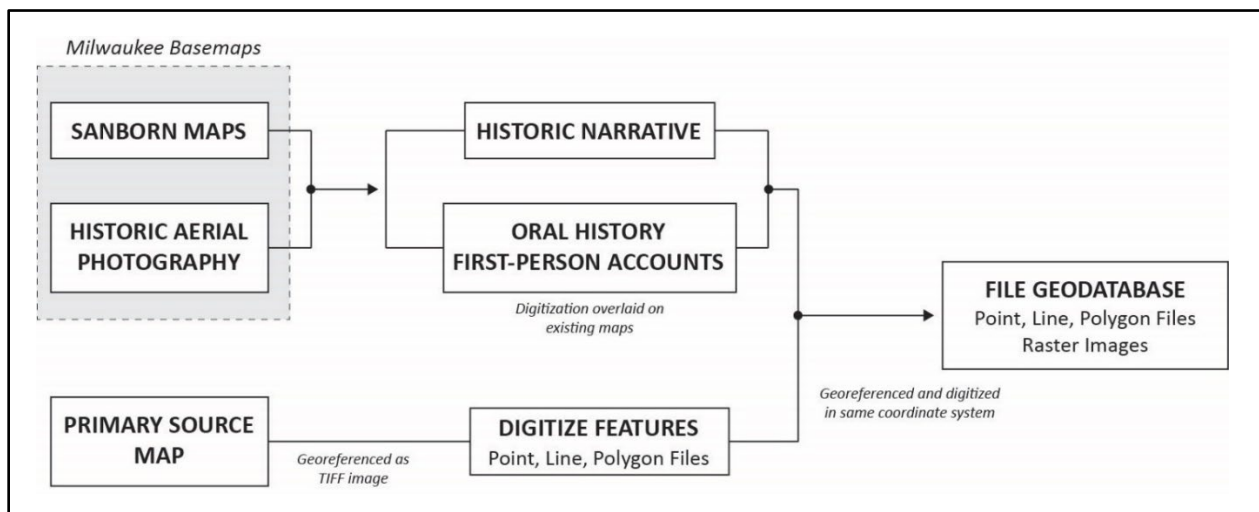 Milwaukee Basemaps
SANBORN MAPS
HISTORIC AERIAL
PHOTOGRAPHY
HISTORIC NARRATIVE
ORAL HISTORY
FIRST-PERSON ACCOUNTS
Digitization overlaid on
existing maps
FILE GEODATABASE
Point, Line, Polygon Files
Raster Images
Georeferenced and digitized
in same coordinate system
PRIMARY SOURCE
MAP
Georeferenced as
TIFF image
DIGITIZE FEATURES
Point, Line, Polygon Files